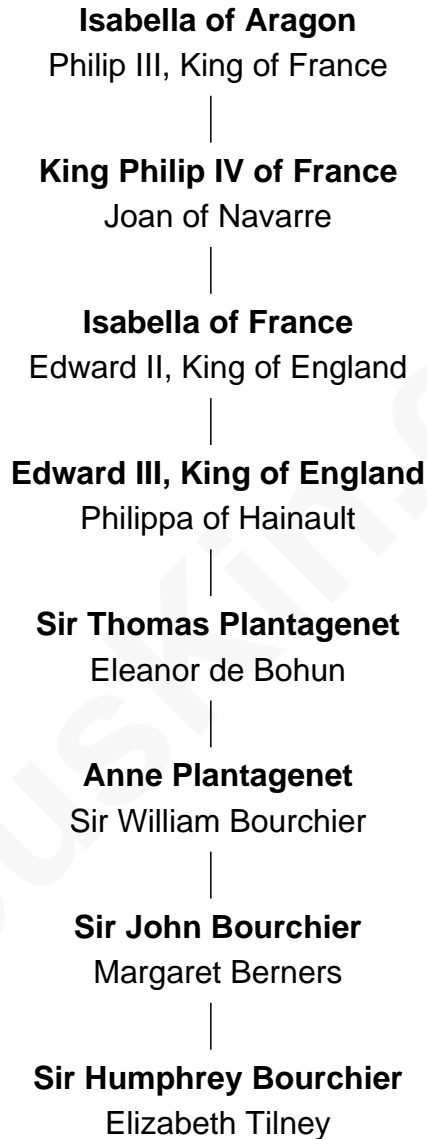 Isabella of Aragon
Philip III, King of France
King Philip IV of France
Joan of Navarre
Isabella of France
Edward II, King of England
Edward III, King of England
Philippa of Hainault
Sir Thomas Plantagenet
Eleanor de Bohun
Anne Plantagenet
Sir William Bourchier
Sir John Bourchier
Margaret Berners
Sir Humphrey Bourchier
Elizabeth Tilney